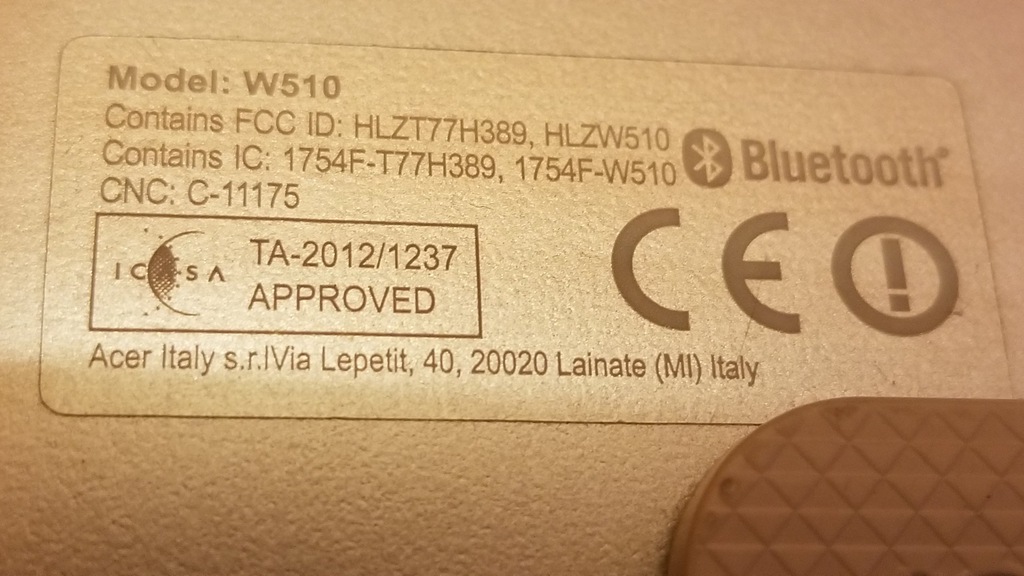 Model: W510
Contains FCC ID: HLZT77H389, HLZW510
Contains IC: 1754F-T77H389, 1754F-W510
Bluetooth®
CNC: C-11175
ICASA
TA-2012/1237
APPROVED
CE
Acer Italy s.r.lVia Lepetit, 40, 20020 Lainate (MI) Italy